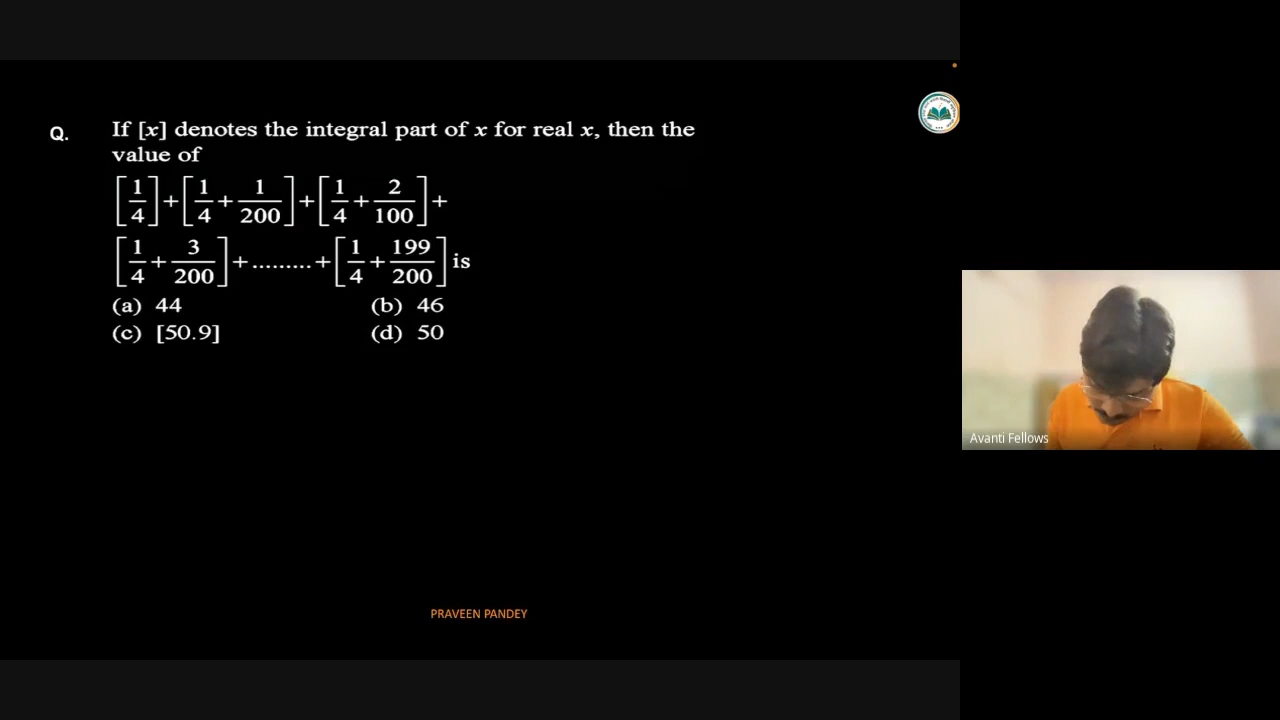 Q. If [x] denotes the integral part of x for real x, then the
value of
[1/4]+[1/4+1/200]+[1/4+2/100]+
[1/4+3/200]+.........+[1/4+199/200] is
(a) 44 (b) 46
(c) [50.9] (d) 50
Avanti Fellows
PRAVEEN PANDEY